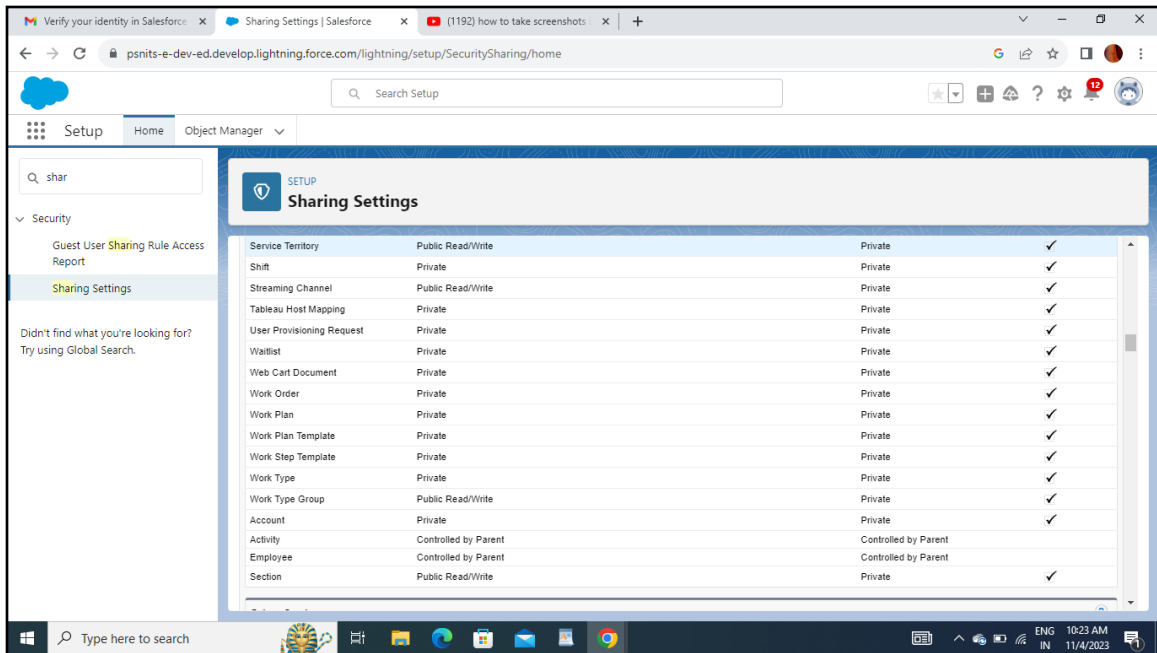 Verify your identity in Salesforce
Sharing Settings | Salesforce
(1192) how to take screenshots
psnits-e-dev-ed.develop.lightning.force.com/lightning/setup/SecuritySharing/home
Search Setup
12
Setup
Home
Object Manager
shar
Security
Guest User Sharing Rule Access
Report
Sharing Settings
Didn't find what you're looking for?
Try using Global Search.
SETUP
Sharing Settings
Service Territory Public Read/Write Private
Shift Private Private
Streaming Channel Public Read/Write Private
Tableau Host Mapping Private Private
User Provisioning Request Private Private
Waitlist Private Private
Web Cart Document Private Private
Work Order Private Private
Work Plan Private Private
Work Plan Template Private Private
Work Step Template Private Private
Work Type Private Private
Work Type Group Public Read/Write Private
Account Private Private
Activity Controlled by Parent Controlled by Parent
Employee Controlled by Parent Controlled by Parent
Section Public Read/Write Private
Type here to search
ENG 10:23 AM
IN 11/4/2023
1